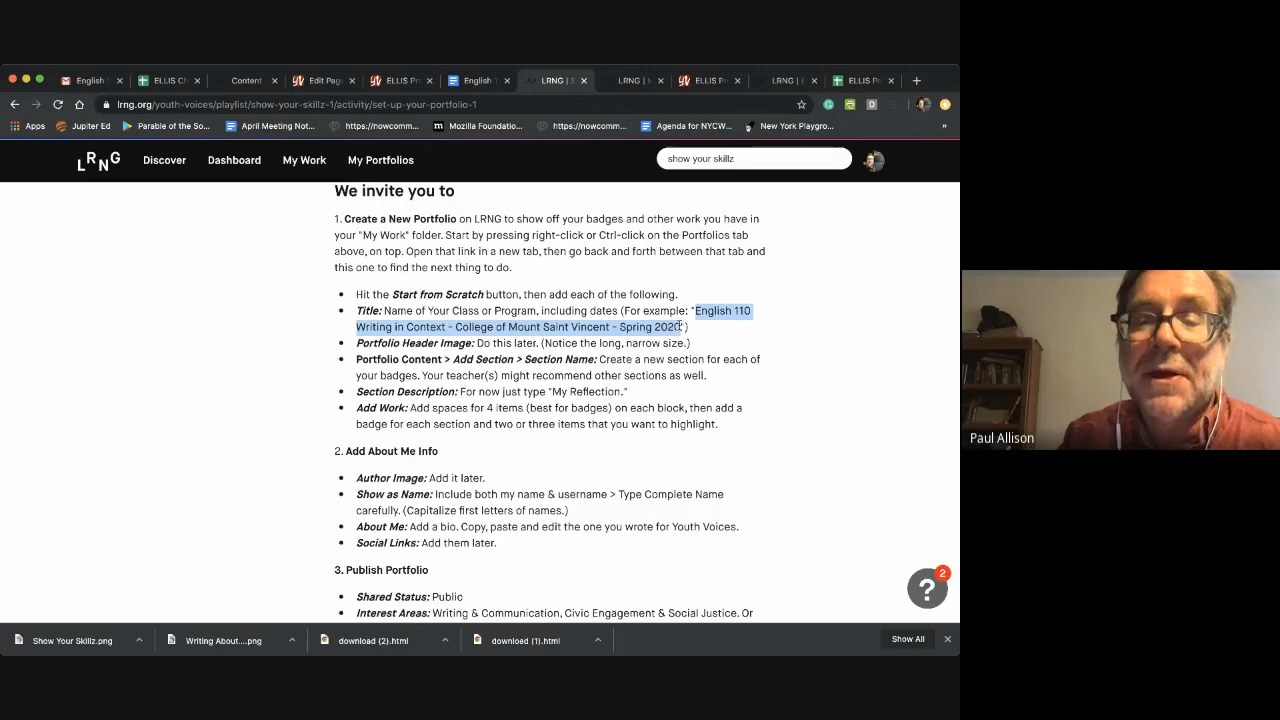 English
ELLIS Ch
Content
Edit Pag
ELLIS Po
English 1
LRNG | S
LRNG |
ELLIS Pr
LRNG |
ELLIS Pr
lrng.org/youth-voices/playlist/show-your-skillz-1/activity/set-up-your-portfolio-1
Apps
Jupiter Ed
Parable of the So...
April Meeting Not...
https://nowcomm...
Mozilla Foundatio...
https://nowcomm...
Agenda for NYCW...
New York Playgro...
»
LRNG
Discover
Dashboard
My Work
My Portfolios
show your skillz
We invite you to
1. Create a New Portfolio on LRNG to show off your badges and other work you have in
your "My Work" folder. Start by pressing right-click or Ctrl-click on the Portfolios tab
above, on top. Open that link in a new tab, then go back and forth between that tab and
this one to find the next thing to do.
• Hit the Start from Scratch button, then add each of the following.
• Title: Name of Your Class or Program, including dates (For example: "English 110
Writing in Context - College of Mount Saint Vincent - Spring 2020")
• Portfolio Header Image: Do this later. (Notice the long, narrow size.)
• Portfolio Content > Add Section > Section Name: Create a new section for each of
your badges. Your teacher(s) might recommend other sections as well.
• Section Description: For now just type "My Reflection."
• Add Work: Add spaces for 4 items (best for badges) on each block, then add a
badge for each section and two or three items that you want to highlight.
2. Add About Me Info
• Author Image: Add it later.
• Show as Name: Include both my name & username > Type Complete Name
carefully. (Capitalize first letters of names.)
• About Me: Add a bio. Copy, paste and edit the one you wrote for Youth Voices.
• Social Links: Add them later.
3. Publish Portfolio
• Shared Status: Public
• Interest Areas: Writing & Communication, Civic Engagement & Social Justice. Or
? 2
Show Your Skillz.png
Writing About....png
download (2).html
download (1).html
Show All
Paul Allison